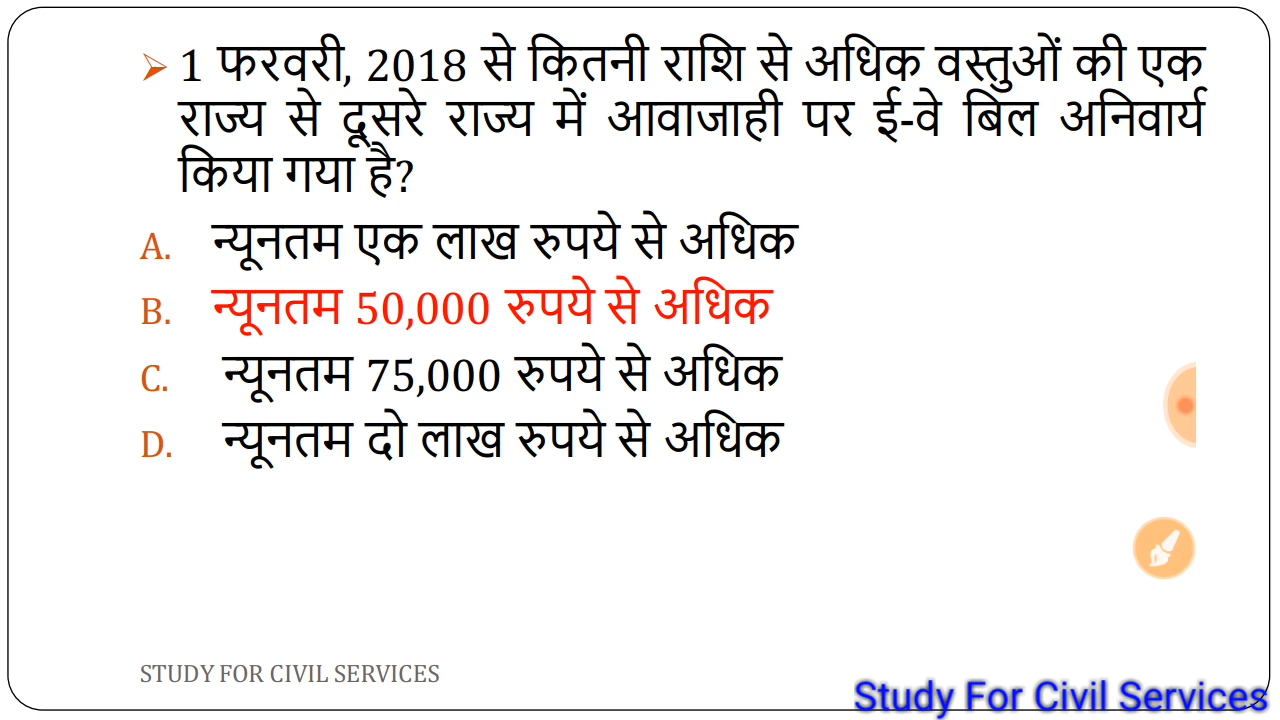 ➢ 1 फरवरी, 2018 से कितनी राशि से अधिक वस्तुओं की एक
राज्य से दूसरे राज्य में आवाजाही पर ई-वे बिल अनिवार्य
किया गया है?
A. न्यूनतम एक लाख रुपये से अधिक
B. न्यूनतम 50,000 रुपये से अधिक
C. न्यूनतम 75,000 रुपये से अधिक
D. न्यूनतम दो लाख रुपये से अधिक
STUDY FOR CIVIL SERVICES
Study For Civil Services